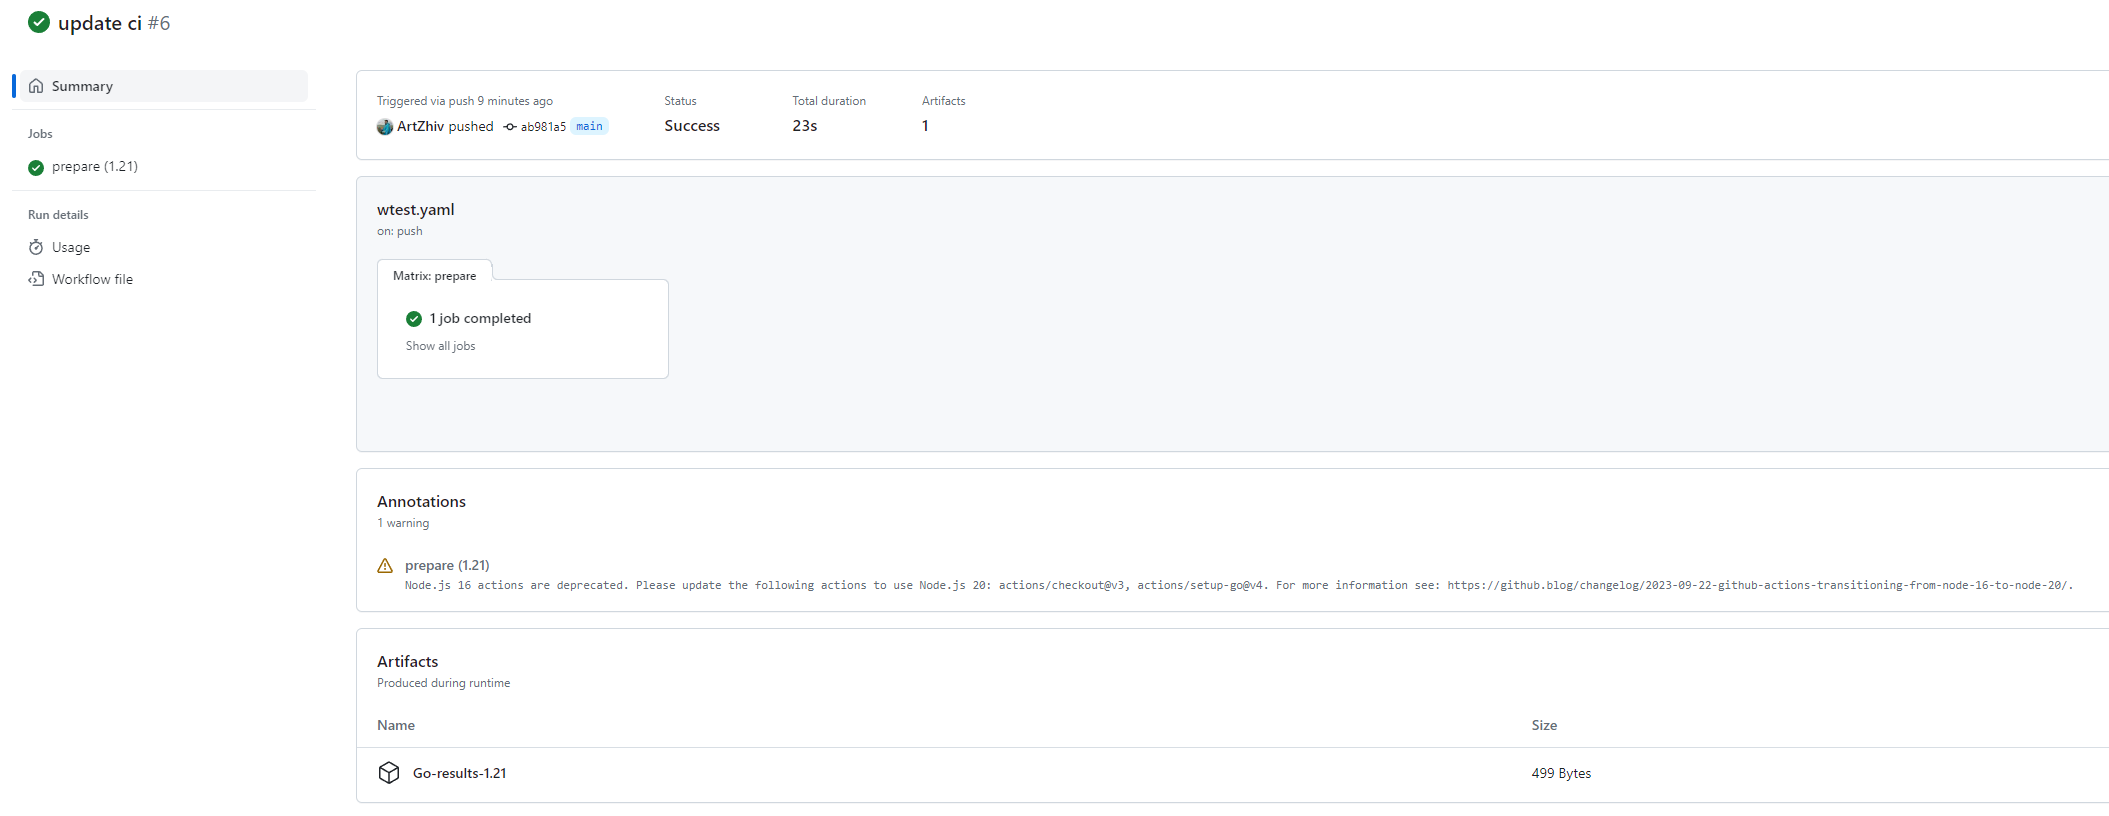 update ci #6
Summary
Jobs
prepare (1.21)
Run details
Usage
Workflow file
Triggered via push 9 minutes ago
ArtZhiv pushed ab981a5 main
Status
Success
Total duration
23s
Artifacts
1
wtest.yaml
on: push
Matrix: prepare
1 job completed
Show all jobs
Annotations
1 warning
prepare (1.21)
Node.js 16 actions are deprecated. Please update the following actions to use Node.js 20: actions/checkout@v3, actions/setup-go@v4. For more information see: https://github.blog/changelog/2023-09-22-github-actions-transitioning-from-node-16-to-node-20/.
Artifacts
Produced during runtime
Name Size
Go-results-1.21 499 Bytes